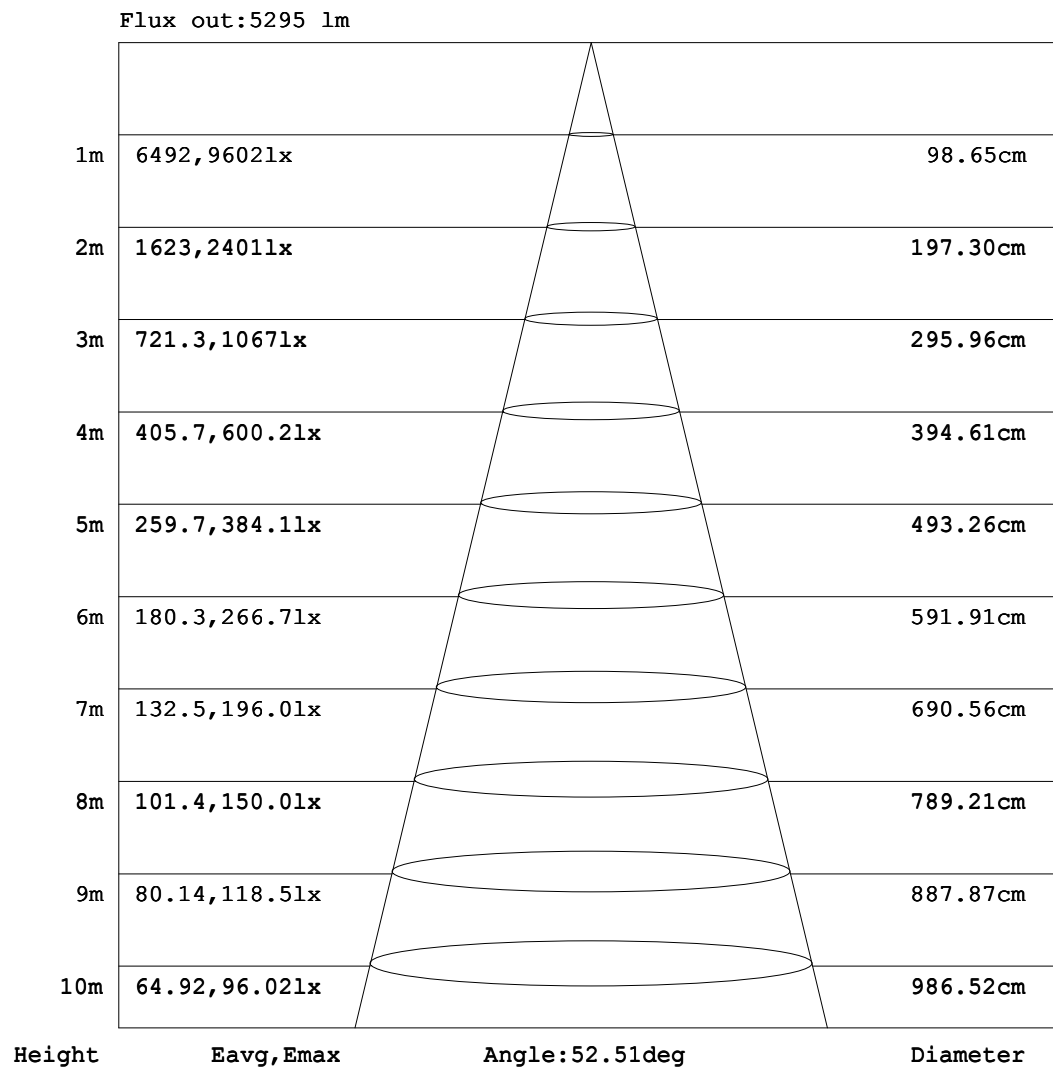 Flux out:5295 lm
1m 6492,9602lx 98.65cm
2m 1623,2401lx 197.30cm
3m 721.3,1067lx 295.96cm
4m 405.7,600.2lx 394.61cm
5m 259.7,384.1lx 493.26cm
6m 180.3,266.7lx 591.91cm
7m 132.5,196.0lx 690.56cm
8m 101.4,150.0lx 789.21cm
9m 80.14,118.5lx 887.87cm
10m 64.92,96.02lx 986.52cm
Height Eavg,Emax Angle:52.51deg Diameter